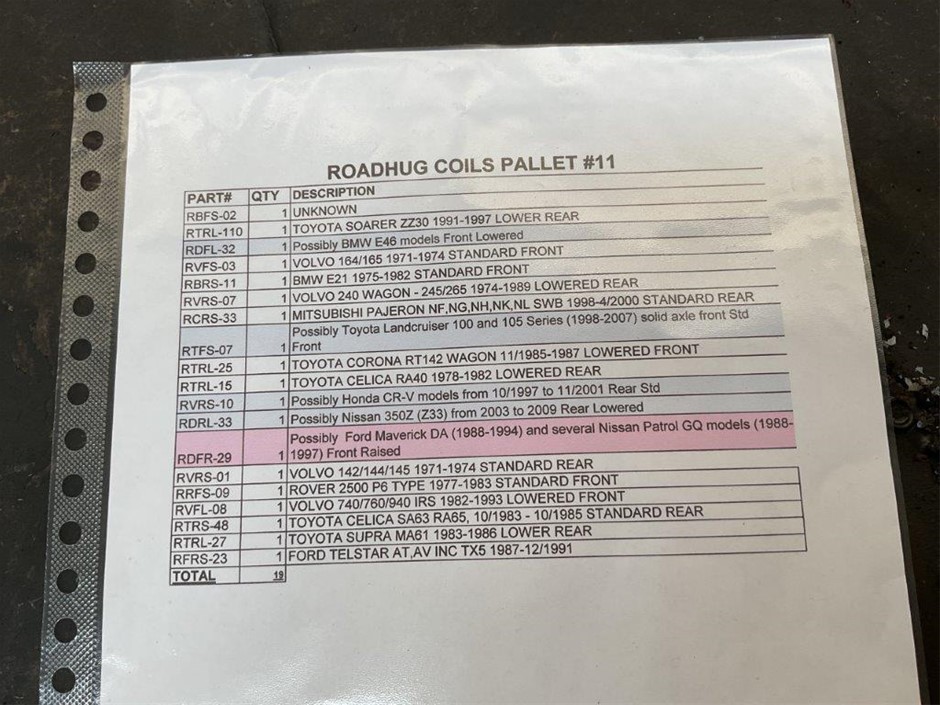 ROADHUG COILS PALLET #11
PART# QTY DESCRIPTION
RBFS-02 1 UNKNOWN
RTRL-110 1 TOYOTA SOARER ZZ30 1991-1997 LOWER REAR
RDFL-32 1 Possibly BMW E46 models Front Lowered
RVFS-03 1 VOLVO 164/165 1971-1974 STANDARD FRONT
RBRS-11 1 BMW E21 1975-1982 STANDARD FRONT
RVRS-07 1 VOLVO 240 WAGON - 245/265 1974-1989 LOWERED REAR
RCRS-33 1 MITSUBISHI PAJERON NF,NG,NH,NK,NL SWB 1998-4/2000 STANDARD REAR
Possibly Toyota Landcruiser 100 and 105 Series (1998-2007) solid axle front Std
RTFS-07 1 Front
RTRL-25 1 TOYOTA CORONA RT142 WAGON 11/1985-1987 LOWERED FRONT
RTRL-15 1 TOYOTA CELICA RA40 1978-1982 LOWERED REAR
RVRS-10 1 Possibly Honda CR-V models from 10/1997 to 11/2001 Rear Std
RDRL-33 1 Possibly Nissan 350Z (Z33) from 2003 to 2009 Rear Lowered
Possibly Ford Maverick DA (1988-1994) and several Nissan Patrol GQ models (1988-
RDFR-29 1 1997) Front Raised
RVRS-01 1 VOLVO 142/144/145 1971-1974 STANDARD REAR
RRFS-09 1 ROVER 2500 P6 TYPE 1977-1983 STANDARD FRONT
RVFL-08 1 VOLVO 740/760/940 IRS 1982-1993 LOWERED FRONT
RTRS-48 1 TOYOTA CELICA SA63 RA65, 10/1983 - 10/1985 STANDARD REAR
RTRL-27 1 TOYOTA SUPRA MA61 1983-1986 LOWER REAR
RFRS-23 1 FORD TELSTAR AT,AV INC TX5 1987-12/1991
TOTAL 19